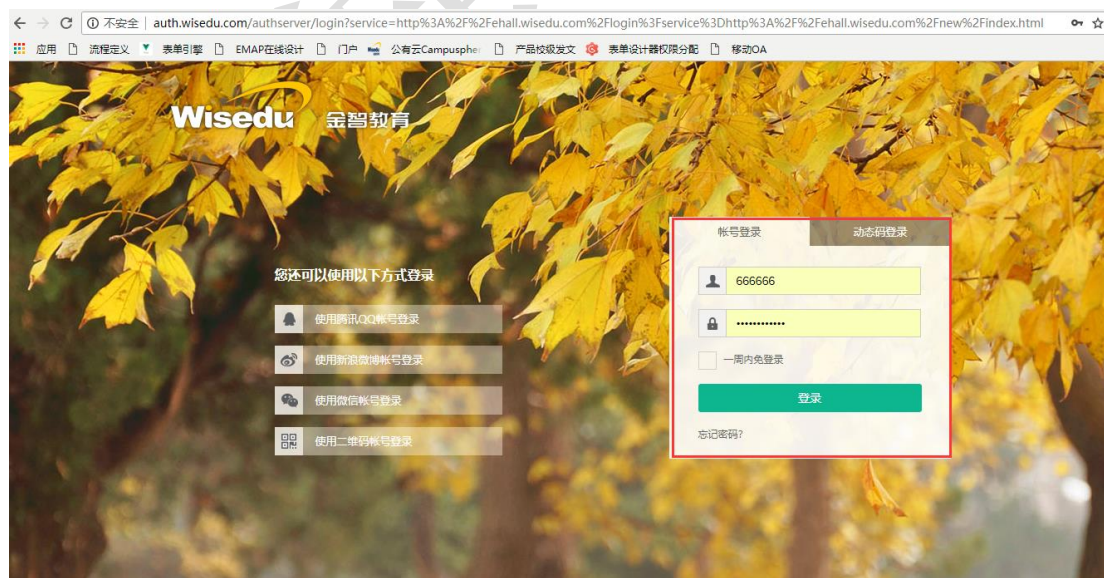 不安全 | auth.wisedu.com/authserver/login?service=http%3A%2F%2Fehall.wisedu.com%2Flogin%3Fservice%3Dhttp%3A%2F%2Fehall.wisedu.com%2Fnew%2Findex.html
应用 流程定义 表单引擎 EMAP在线设计 门户 公有云Campusphe 产品校级发文 表单设计器权限分配 移动OA
Wisedu 金智教育
帐号登录 动态码登录
您还可以使用以下方式登录
666666
使用腾讯QQ帐号登录
••••••••••••
使用新浪微博帐号登录
一周内免登录
使用微信帐号登录
登录
使用二维码帐号登录
忘记密码?